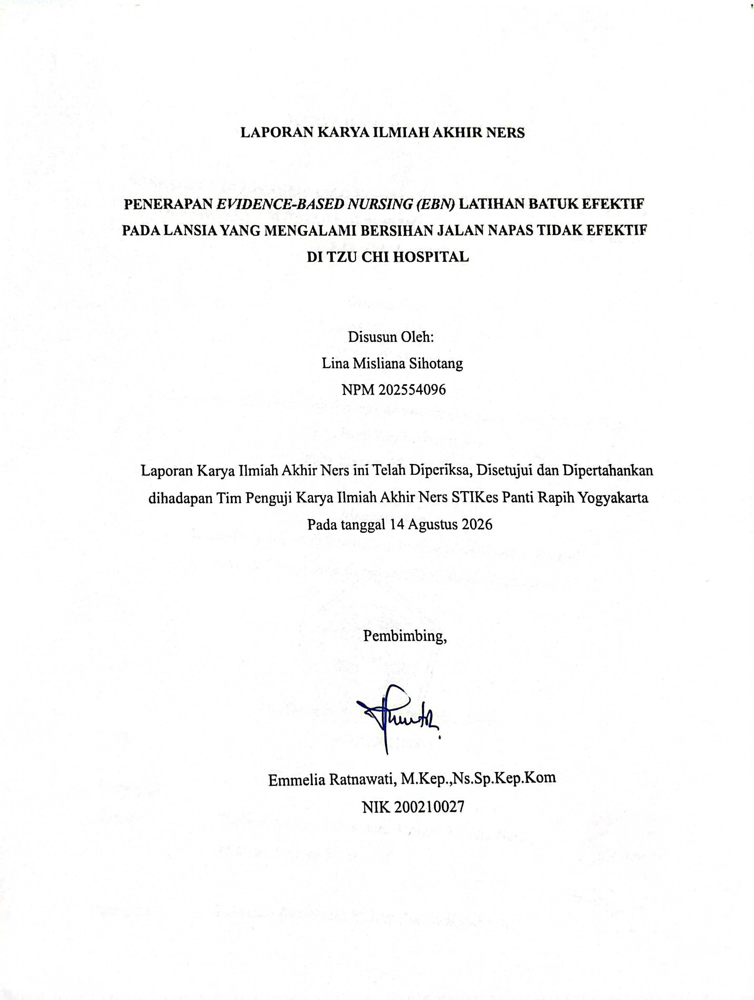 LAPORAN KARYA ILMIAH AKHIR NERS
PENERAPAN EVIDENCE-BASED NURSING (EBN) LATIHAN BATUK EFEKTIF
PADA LANSIA YANG MENGALAMI BERSIHAN JALAN NAPAS TIDAK EFEKTIF
DI TZU CHI HOSPITAL
Disusun Oleh:
Lina Misliana Sihotang
NPM 202554096
Laporan Karya Ilmiah Akhir Ners ini Telah Diperiksa, Disetujui dan Dipertahankan
dihadapan Tim Penguji Karya Ilmiah Akhir Ners STIKes Panti Rapih Yogyakarta
Pada tanggal 14 Agustus 2026
Pembimbing,
Emmelia Ratnawati, M.Kep.,Ns.Sp.Kep.Kom
NIK 200210027